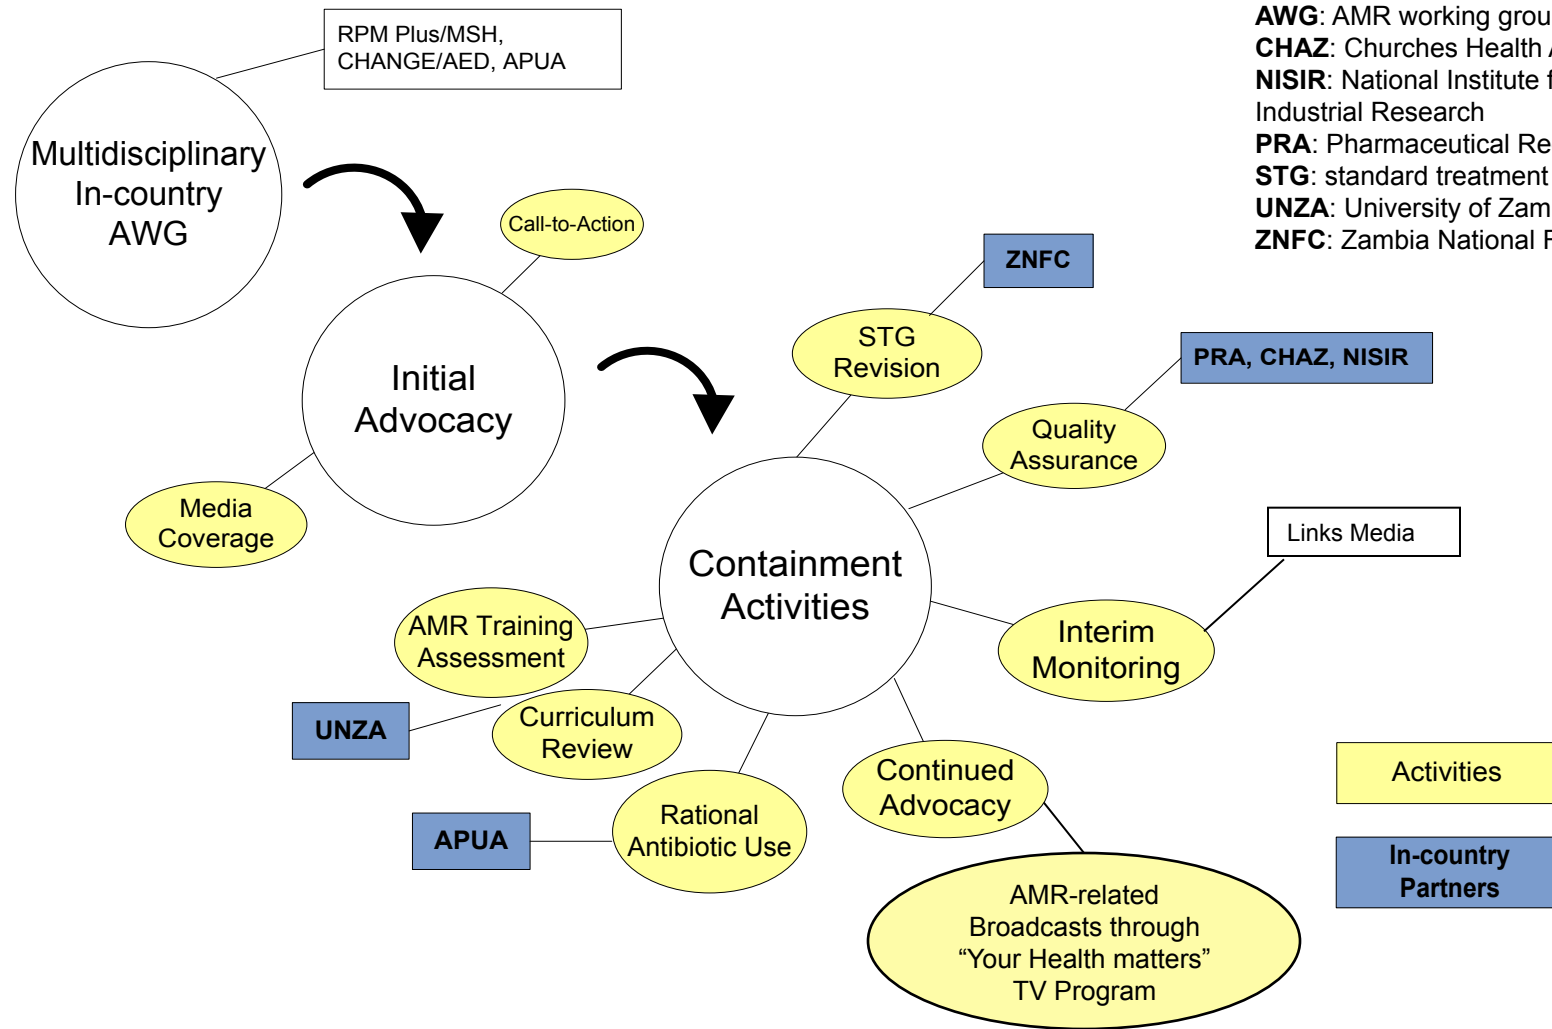 RPM Plus/MSH,
CHANGE/AED, APUA
Multidisciplinary
In-country
AWG
Call-to-Action
Initial
Advocacy
Media
Coverage
AWG: AMR working
CHAZ: Churches Health
NISIR: National Institute
Industrial Research
PRA: Pharmaceutical
STG: standard treatment
UNZA: University of
ZNFC: Zambia National
ZNFC
STG
Revision
PRA, CHAZ, NISIR
Quality
Assurance
Containment
Activities
Links Media
Interim
Monitoring
AMR Training
Assessment
UNZA
Curriculum
Review
APUA
Rational
Antibiotic Use
Continued
Advocacy
AMR-related
Broadcasts through
“Your Health matters”
TV Program
Activities
In-country
Partners